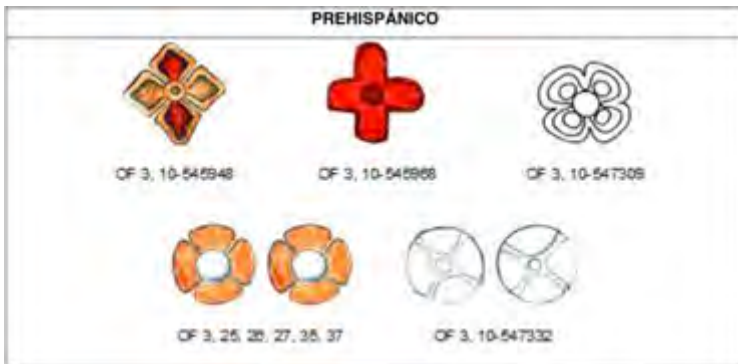 PREHISPÁNICO
OF 3, 10-545948
OF 3, 10-545968
OF 3, 10-547309
OF 3, 25, 26, 27, 35, 37
OF 3, 10-547332